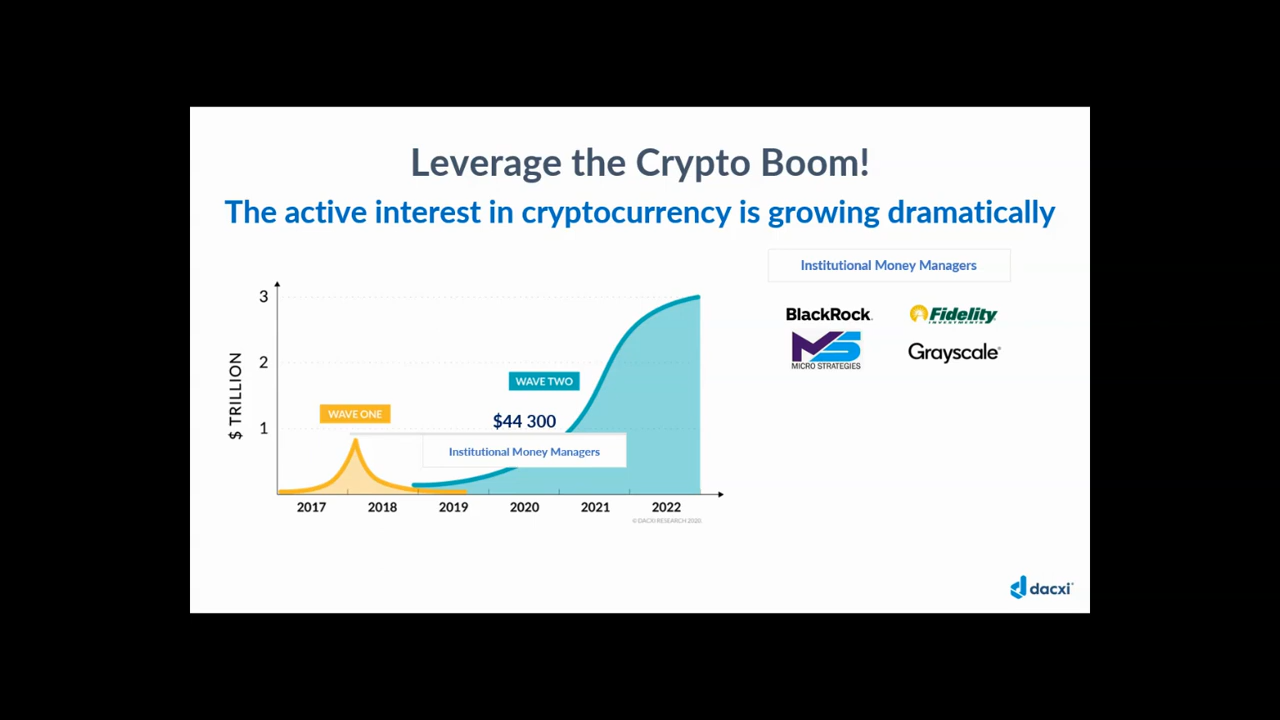 Leverage the Crypto Boom!
The active interest in cryptocurrency is growing dramatically
Institutional Money Managers
BlackRock.
Fidelity
INVESTMENTS
MS
MICRO STRATEGIES
Grayscale®
$ TRILLION
3
2
1
WAVE TWO
WAVE ONE
$44 300
Institutional Money Managers
2017 2018 2019 2020 2021 2022
© DACXI RESEARCH 2020
dacxi